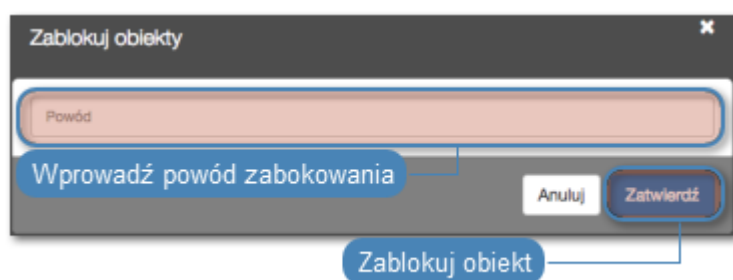 Zablokuj obiekty
Powód
Wprowadź powód zabokowania
Anuluj
Zatwierdź
Zablokuj obiekt